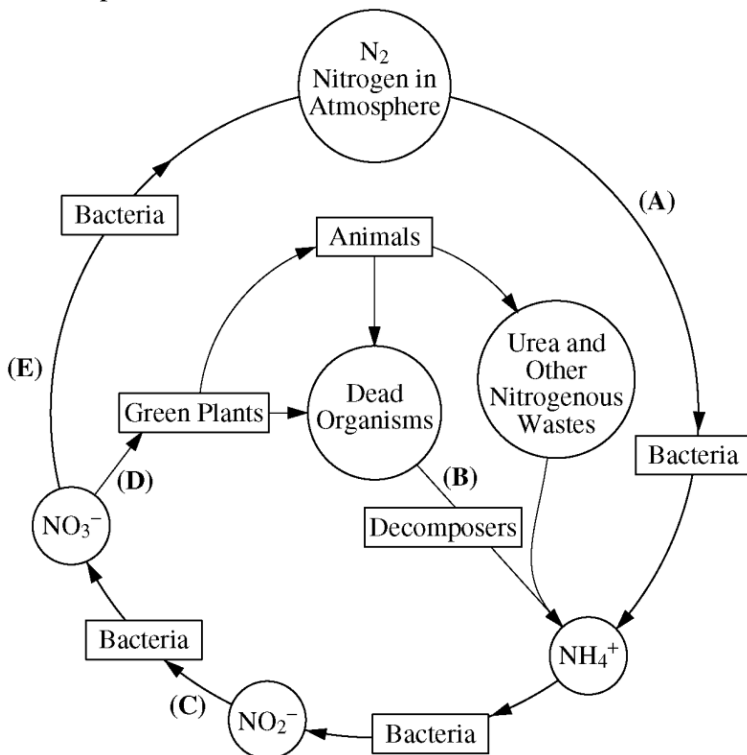 N₂
Nitrogen in
Atmosphere
(A)
Bacteria
Animals
Urea and
Other
Nitrogenous
Wastes
(E)
Dead
Organisms
Green Plants
(D)
(B)
Bacteria
Decomposers
NO₃⁻
Bacteria
NH₄⁺
(C)
NO₂⁻
Bacteria